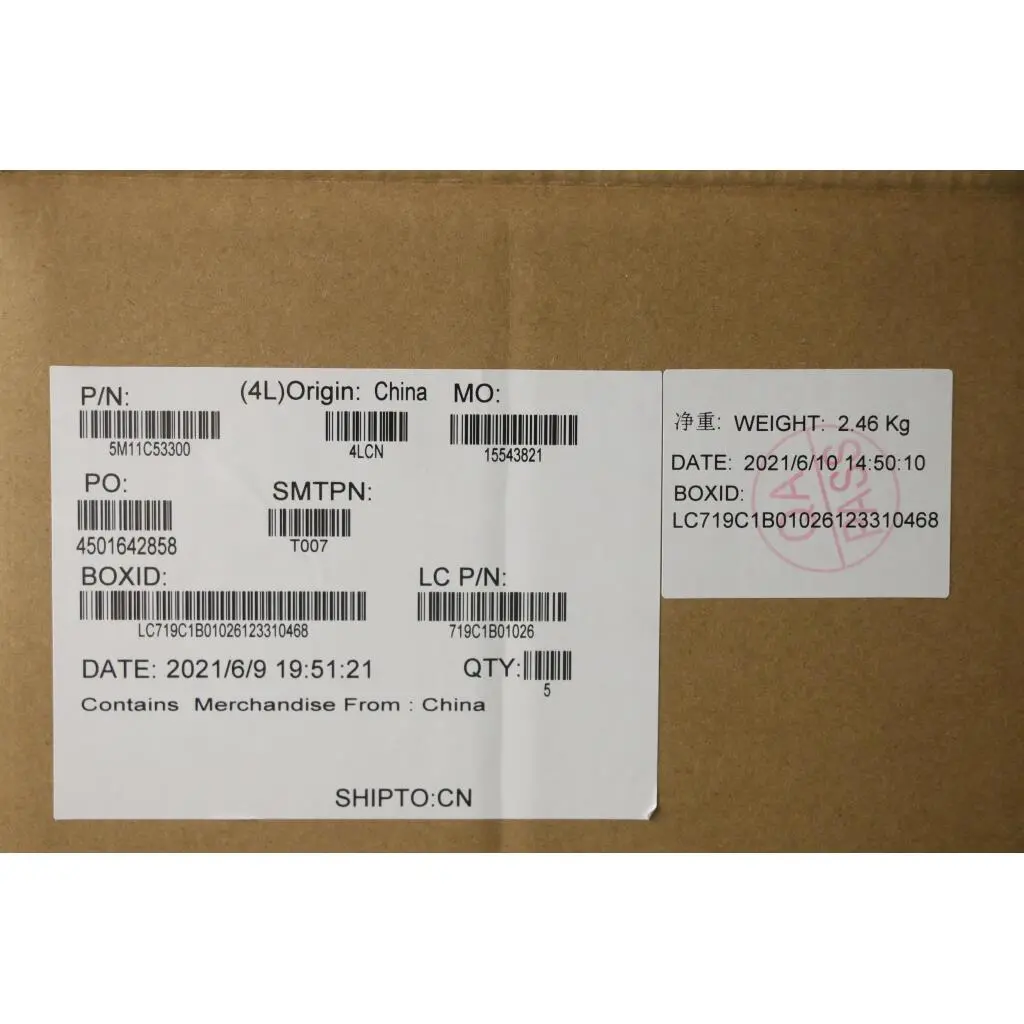 P/N: (4L)Origin: China MO:
5M11C53300 4LCN 15543821
PO: SMTPN:
4501642858 T007
BOXID: LC P/N:
LC719C1B01026123310468 719C1B01026
DATE: 2021/6/9 19:51:21 QTY:
5
Contains Merchandise From : China
SHIPTO:CN
净重: WEIGHT: 2.46 Kg
DATE: 2021/6/10 14:50:10
BOXID:
LC719C1B01026123310468
QA
PASS